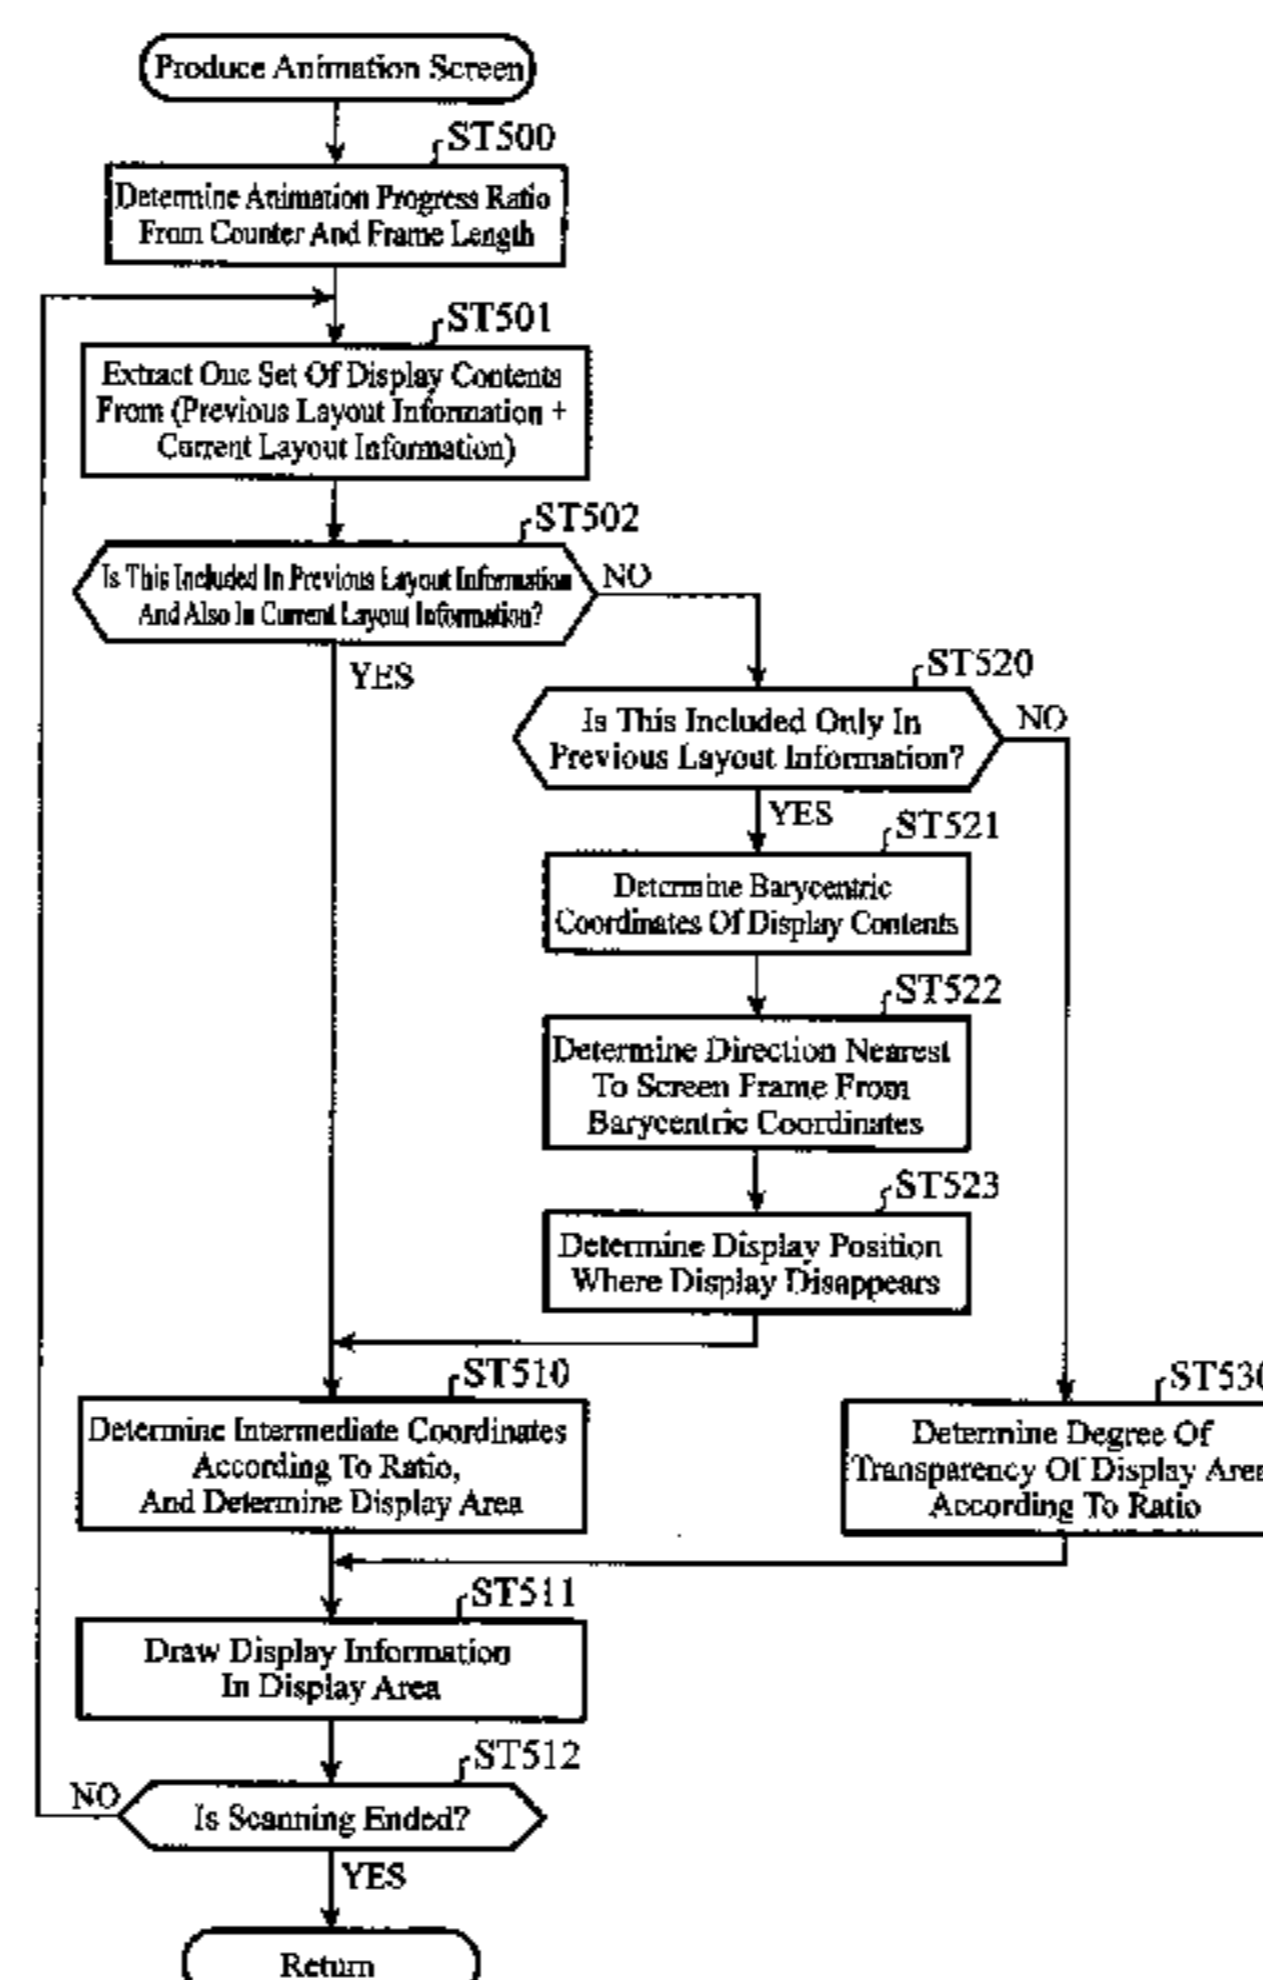 Produce Animation Screen
ST500
Determine Animation Progress Ratio
From Counter And Frame Length
ST501
Extract One Set Of Display Contents
From (Previous Layout Information +
Current Layout Information)
ST502
Is This Included In Previous Layout Information
And Also In Current Layout Information?
NO
YES
ST520
Is This Included Only In
Previous Layout Information?
NO
YES
ST521
Determine Barycentric
Coordinates Of Display Contents
ST522
Determine Direction Nearest
To Screen Frame From
Barycentric Coordinates
ST523
Determine Display Position
Where Display Disappears
ST510
Determine Intermediate Coordinates
According To Ratio,
And Determine Display Area
ST530
Determine Degree Of
Transparency Of Display Area
According To Ratio
ST511
Draw Display Information
In Display Area
ST512
NO
Is Scanning Ended?
YES
Return